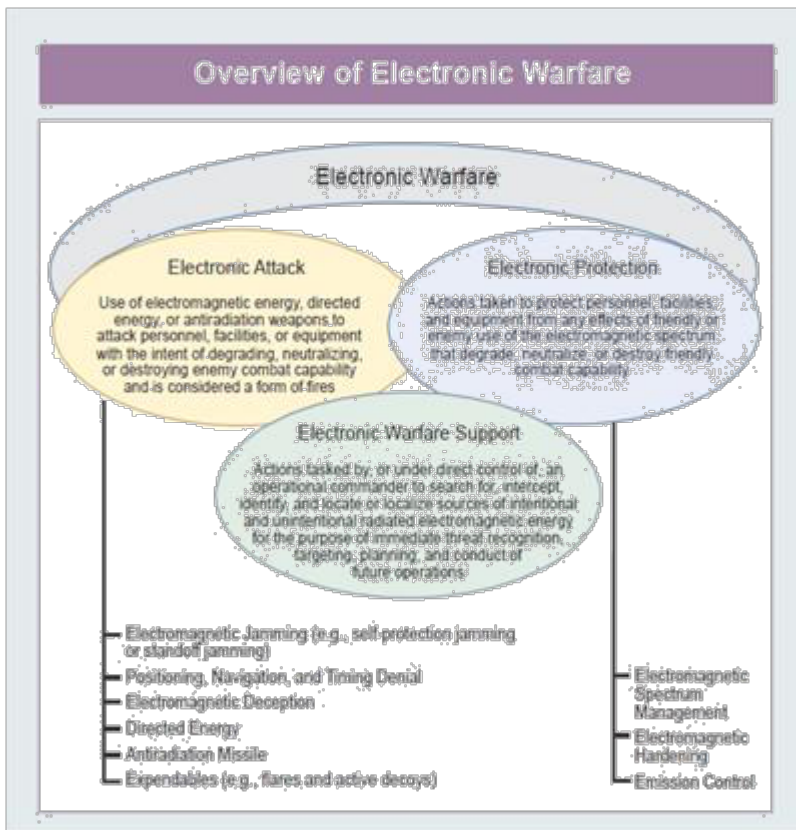 Overview of Electronic Warfare
Electronic Warfare
Electronic Attack
Use of electromagnetic energy, directed
energy, or antiradiation weapons to
attack personnel, facilities, or equipment
with the intent of degrading, neutralizing,
or destroying enemy combat capability
and is considered a form of fires
Electronic Protection
Actions taken to protect personnel, facilities,
and equipment from any effects of friendly or
enemy use of the electromagnetic spectrum
that degrade, neutralize, or destroy friendly
combat capability
Electronic Warfare Support
Actions tasked by, or under direct control of, an
operational commander to search for, intercept,
identify, and locate or localize sources of intentional
and unintentional radiated electromagnetic energy
for the purpose of immediate threat recognition,
targeting, planning, and conduct of
future operations
Electromagnetic Jamming (e.g., self-protection jamming
or standoff jamming)
Positioning, Navigation, and Timing Denial
Electromagnetic Deception
Directed Energy
Antiradiation Missile
Expendables (e.g., flares and active decoys)
Electromagnetic
Spectrum
Management
Electromagnetic
Hardening
Emission Control